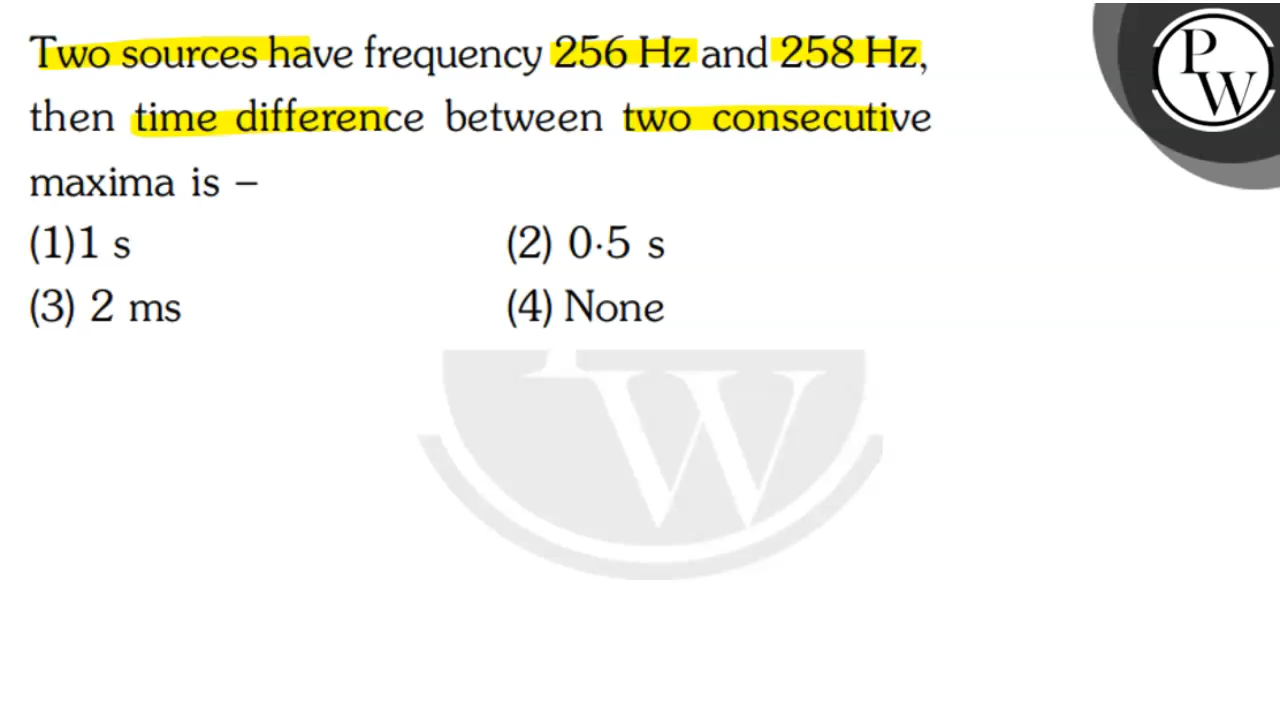 Two sources have frequency 256 Hz and 258 Hz,
PW
then time difference between two consecutive
maxima is –
(1)1 s (2) 0·5 s
(3) 2 ms (4) None
W